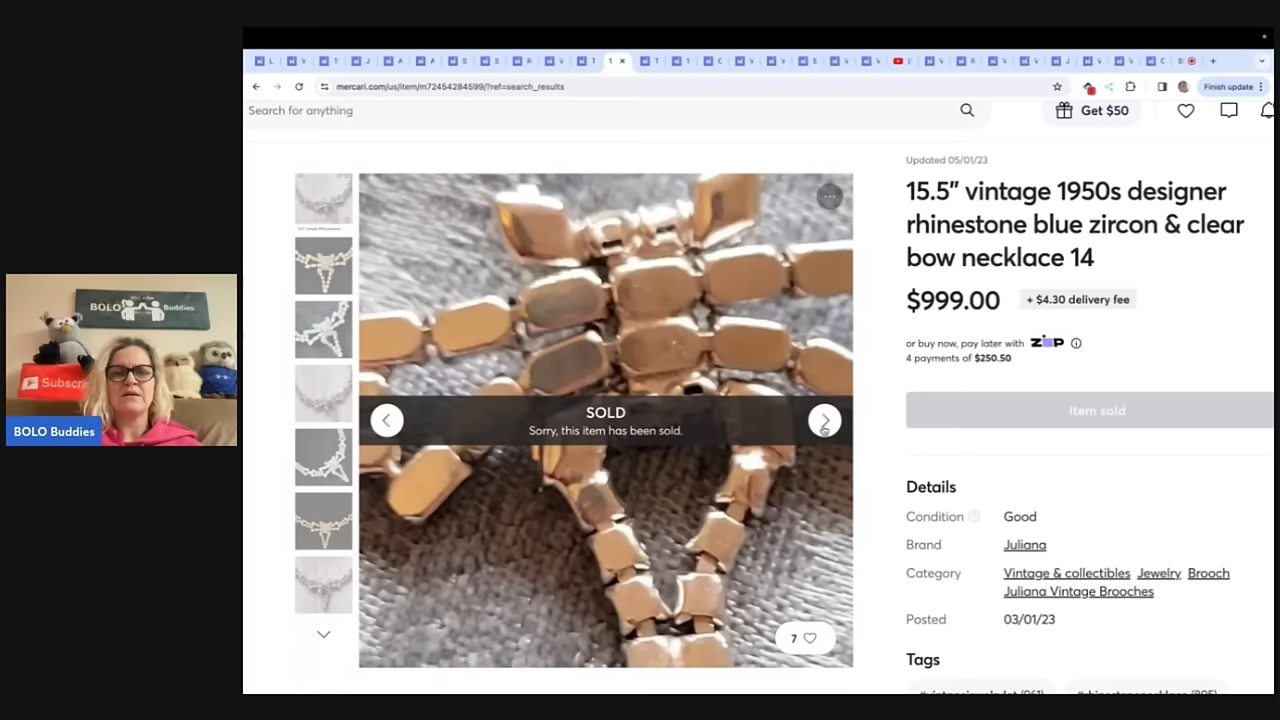 Finish update
mercari.com/us/item/m72454284599/?ref=search_results
Search for anything
Get $50
Updated 05/01/23
15.5" vintage 1950s designer
rhinestone blue zircon & clear
bow necklace 14
$999.00
+ $4.30 delivery fee
or buy now, pay later with ZIP
4 payments of $250.50
Item sold
SOLD
Sorry, this item has been sold.
7
Details
Condition Good
Brand Juliana
Category Vintage & collectibles Jewelry Brooch
Juliana Vintage Brooches
Posted 03/01/23
Tags
BOLO Buddies
Subscri
BOLO Buddies